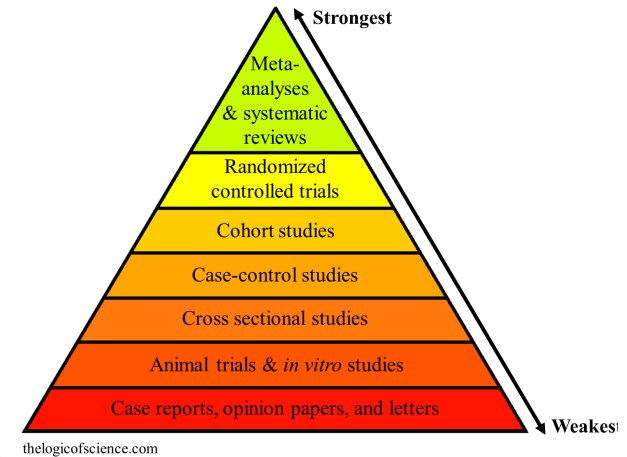 Strongest
Meta-
analyses
& systematic
reviews
Randomized
controlled trials
Cohort studies
Case-control studies
Cross sectional studies
Animal trials & in vitro studies
Case reports, opinion papers, and letters
Weakest
thelogicofscience.com